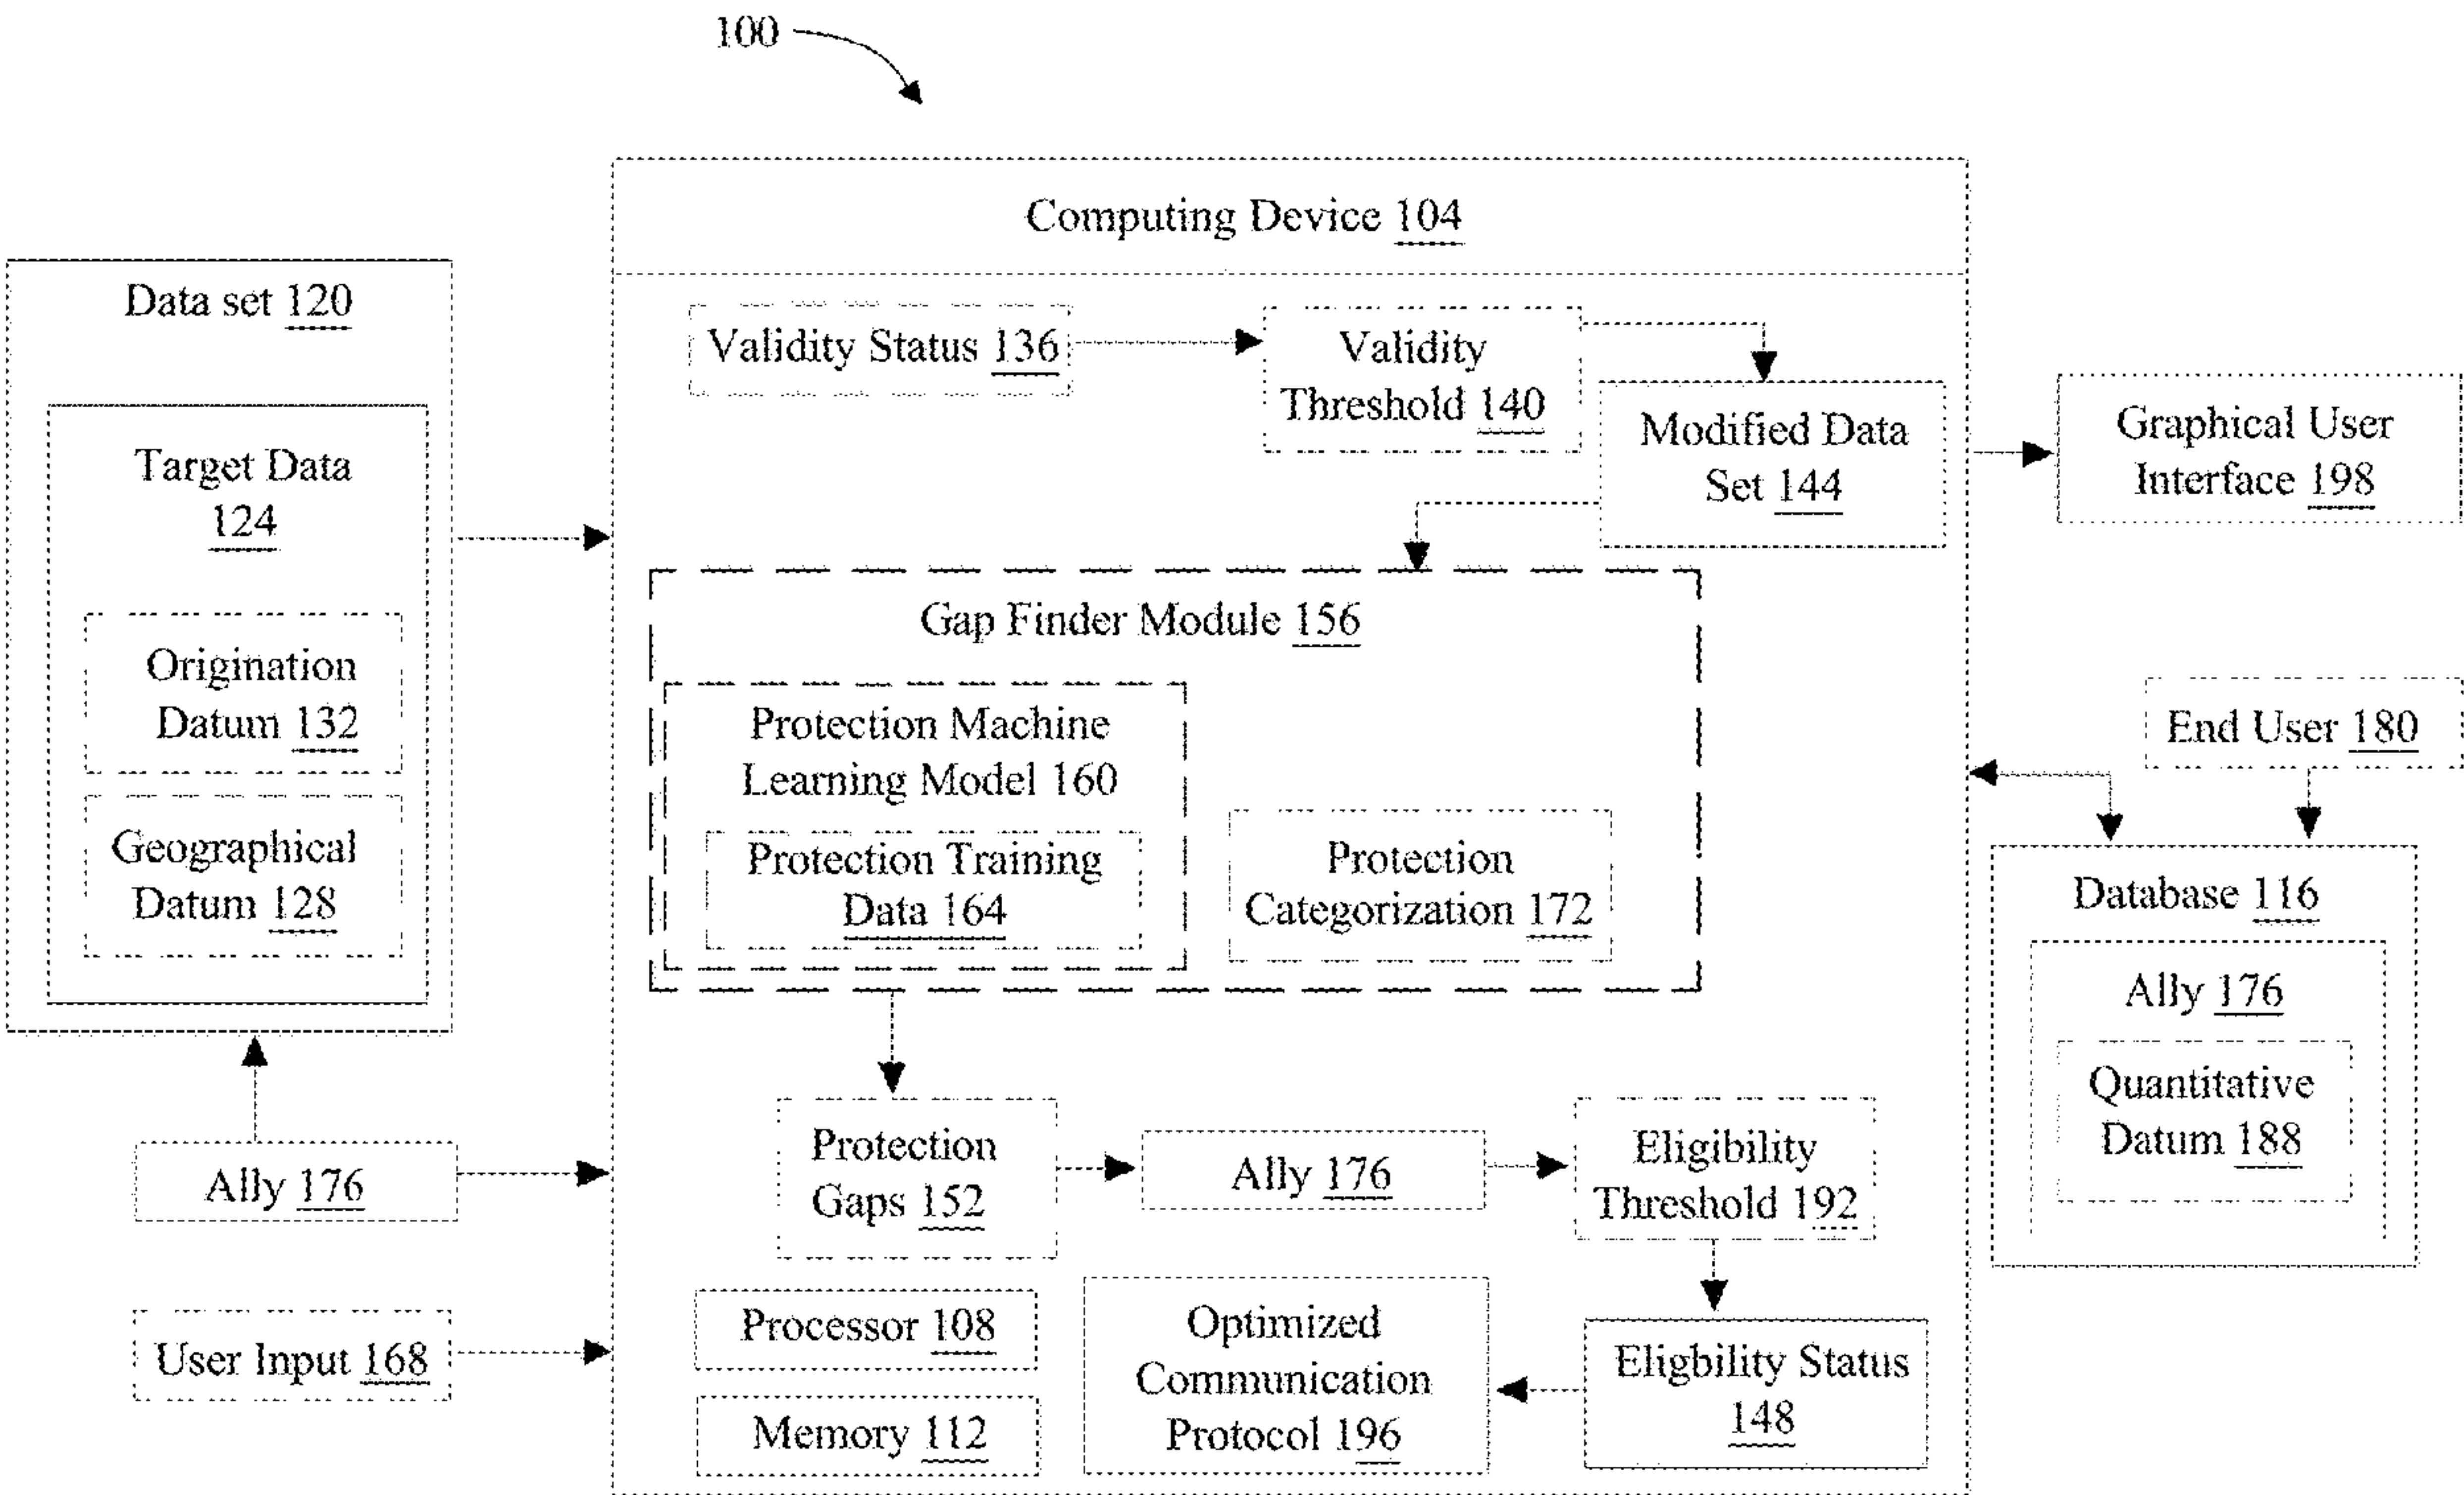 100
Computing Device 104
Data set 120
Target Data
124
Origination
Datum 132
Geographical
Datum 128
Validity Status 136
Validity
Threshold 140
Modified Data
Set 144
Graphical User
Interface 198
Gap Finder Module 156
Protection Machine
Learning Model 160
Protection Training
Data 164
Protection
Categorization 172
End User 180
Database 116
Ally 176
Quantitative
Datum 188
Ally 176
User Input 168
Protection
Gaps 152
Ally 176
Eligibility
Threshold 192
Processor 108
Memory 112
Optimized
Communication
Protocol 196
Eligbility Status
148